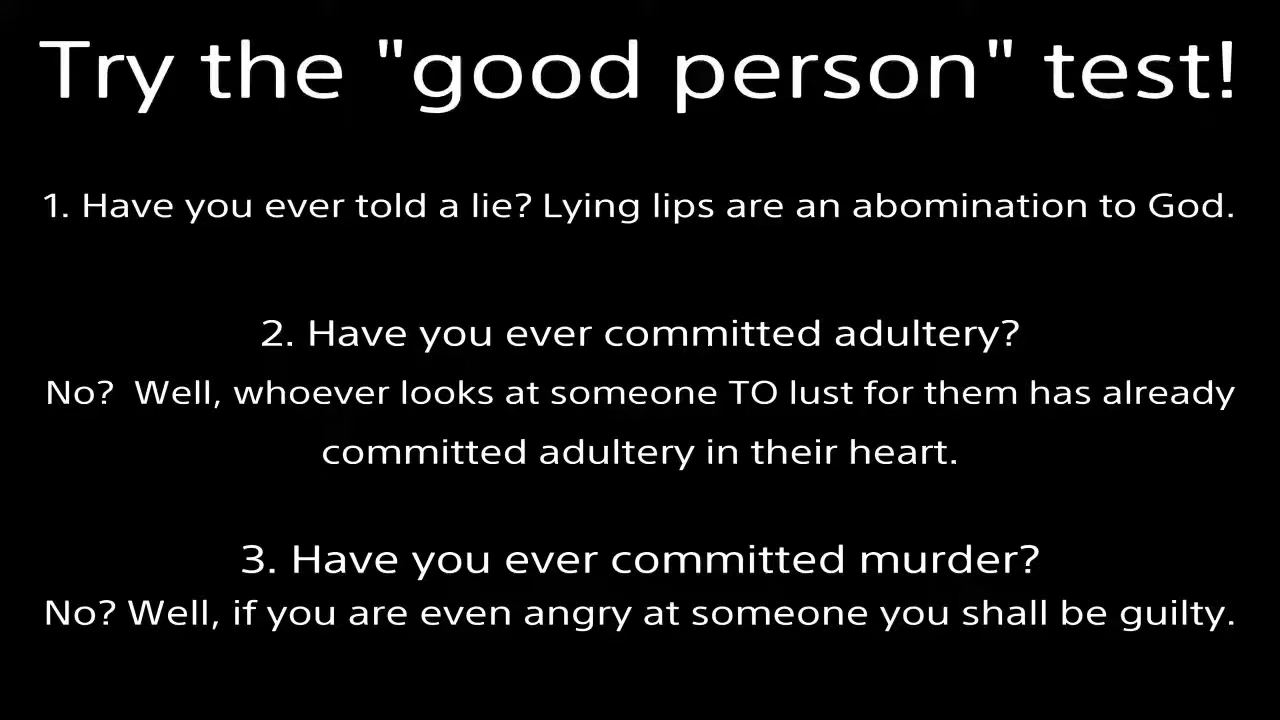 Try the "good person" test!
1. Have you ever told a lie? Lying lips are an abomination to God.
2. Have you ever committed adultery?
No?  Well, whoever looks at someone TO lust for them has already
committed adultery in their heart.
3. Have you ever committed murder?
No? Well, if you are even angry at someone you shall be guilty.